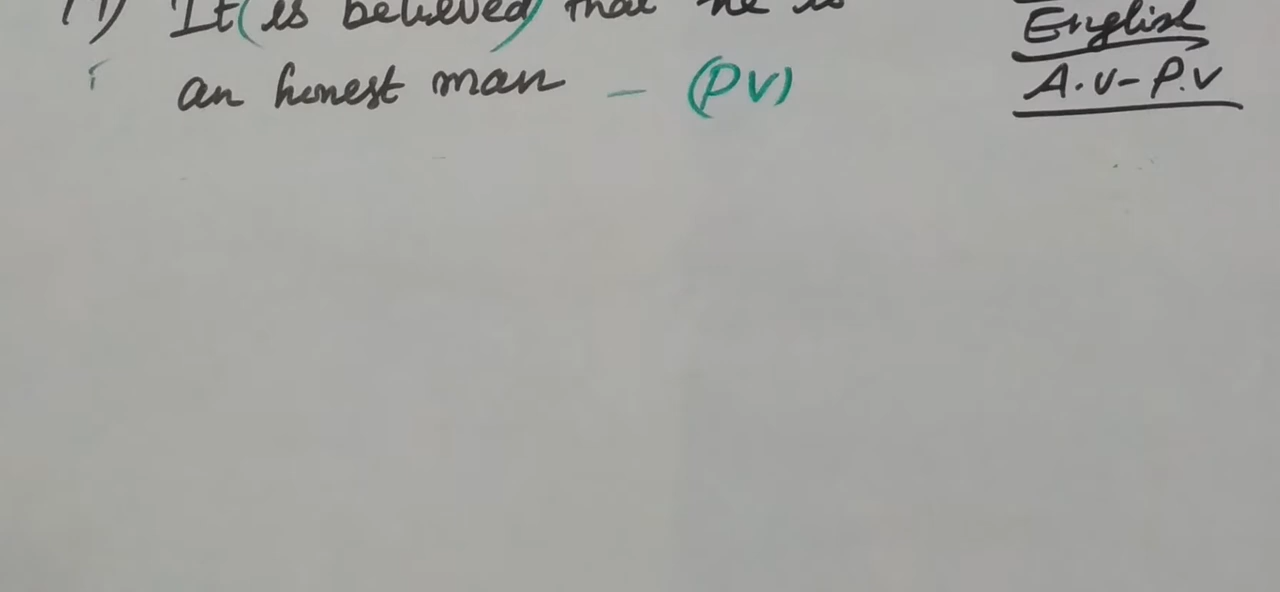 (1) It (is believed) that he is
an honest man - (PV)
English
A.V-P.V